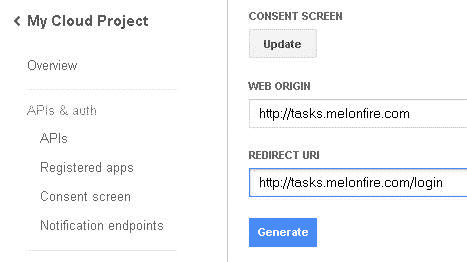 My Cloud Project
Overview
APIs & auth
APIs
Registered apps
Consent screen
Notification endpoints
CONSENT SCREEN
Update
WEB ORIGIN
http://tasks.melonfire.com
REDIRECT URI
http://tasks.melonfire.com/login
Generate